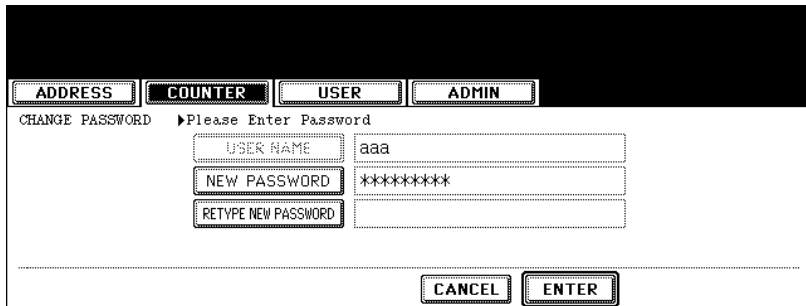 ADDRESS COUNTER USER ADMIN
CHANGE PASSWORD ▶Please Enter Password
USER NAME aaa
NEW PASSWORD *********
RETYPE NEW PASSWORD
CANCEL ENTER